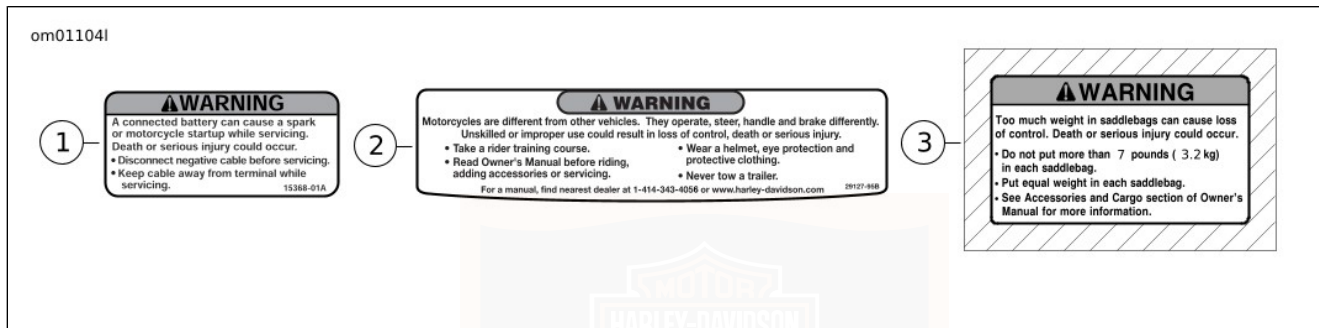 om01104l
1
WARNING
A connected battery can cause a spark
or motorcycle startup while servicing.
Death or serious injury could occur.
• Disconnect negative cable before servicing.
• Keep cable away from terminal while
servicing.
15368-01A
2
WARNING
Motorcycles are different from other vehicles. They operate, steer, handle and brake differently.
Unskilled or improper use could result in loss of control, death or serious injury.
• Take a rider training course.
• Read Owner's Manual before riding,
adding accessories or servicing.
• Wear a helmet, eye protection and
protective clothing.
• Never tow a trailer.
For a manual, find nearest dealer at 1-414-343-4056 or www.harley-davidson.com
29127-95B
3
WARNING
Too much weight in saddlebags can cause loss
of control. Death or serious injury could occur.
• Do not put more than 7 pounds ( 3.2 kg)
in each saddlebag.
• Put equal weight in each saddlebag.
• See Accessories and Cargo section of Owner's
Manual for more information.
MOTOR
HARLEY-DAVIDSON